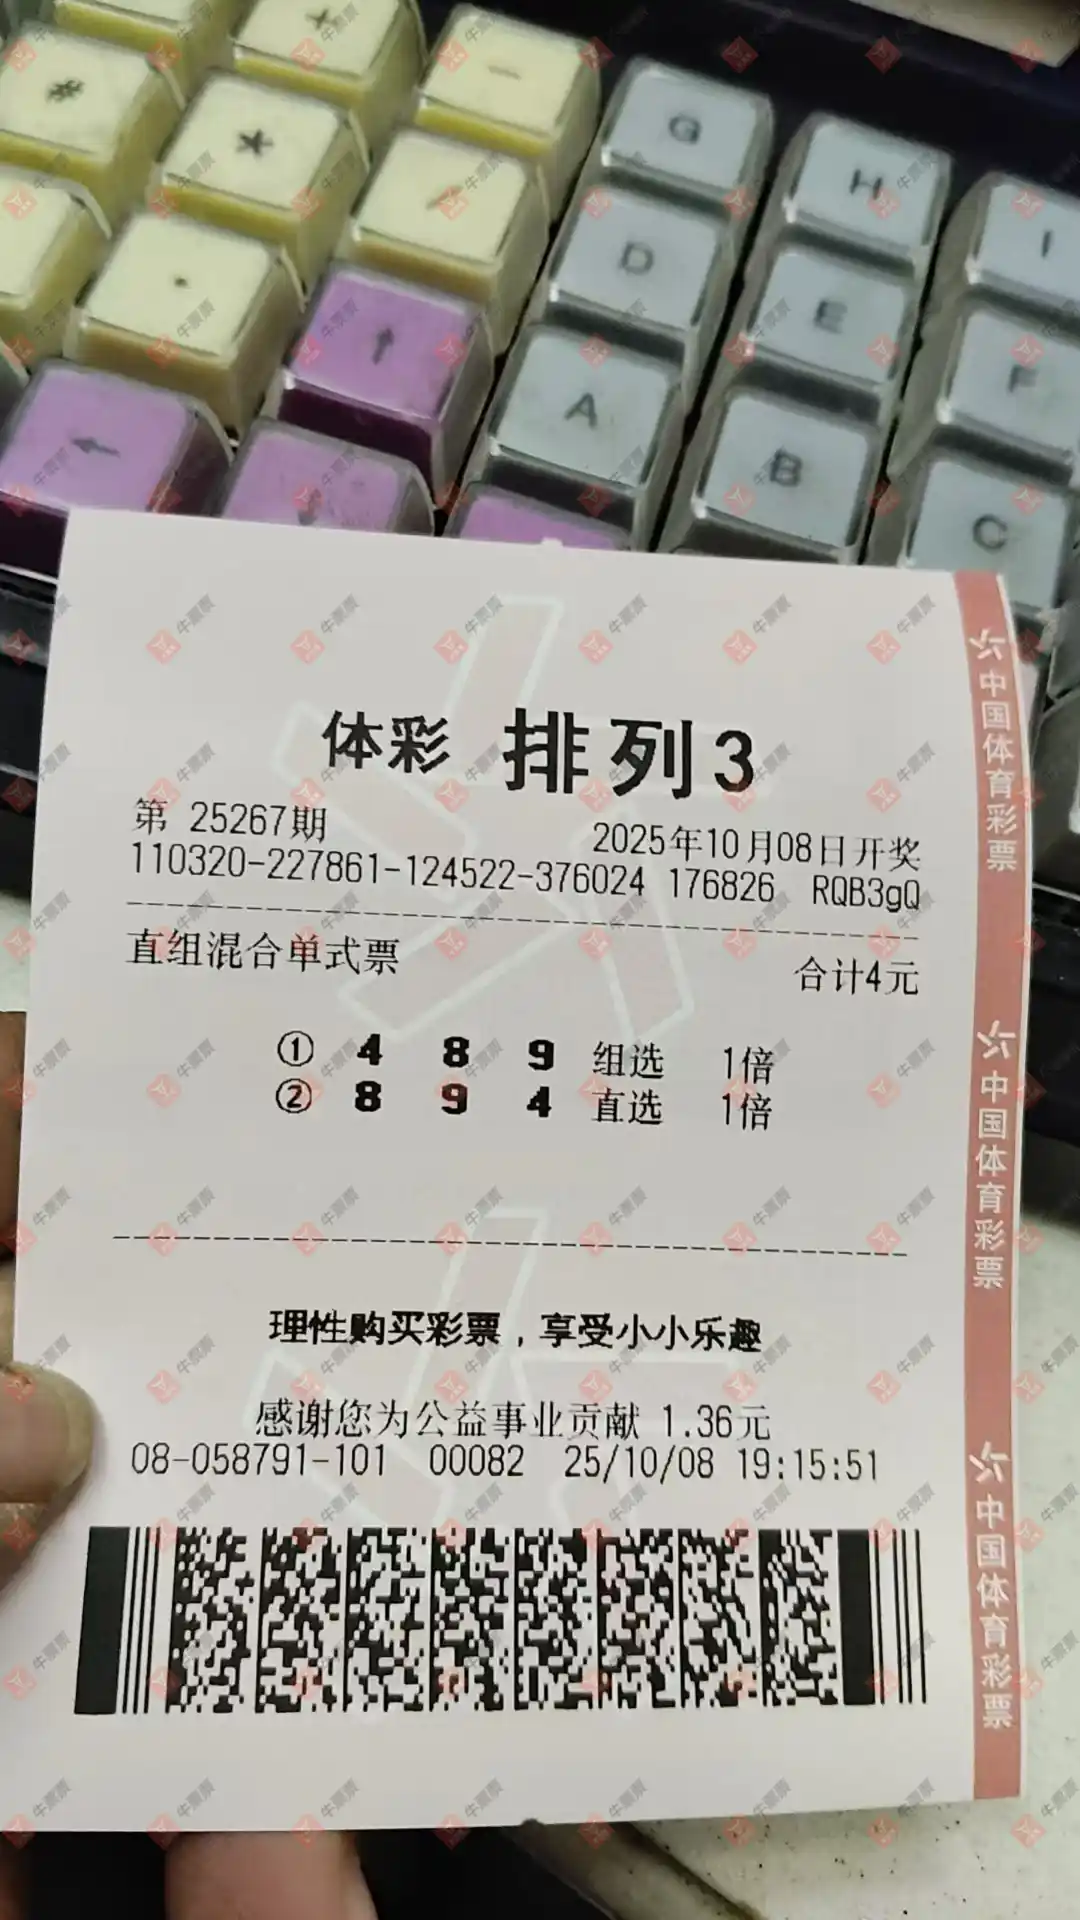 +
-
#
*
/
.
G
H
I
D
E
F
A
B
C
↑
←
体彩 排列3
第 25267期
2025年10月08日开奖
110320-227861-124522-376024 176826 RQB3gQ
直组混合单式票
合计4元
① 4 8 9 组选 1倍
② 8 9 4 直选 1倍
理性购买彩票，享受小小乐趣
感谢您为公益事业贡献 1.36元
08-058791-101 00082 25/10/08 19:15:51
中国体育彩票
中国体育彩票
中国体育彩票
牛票票